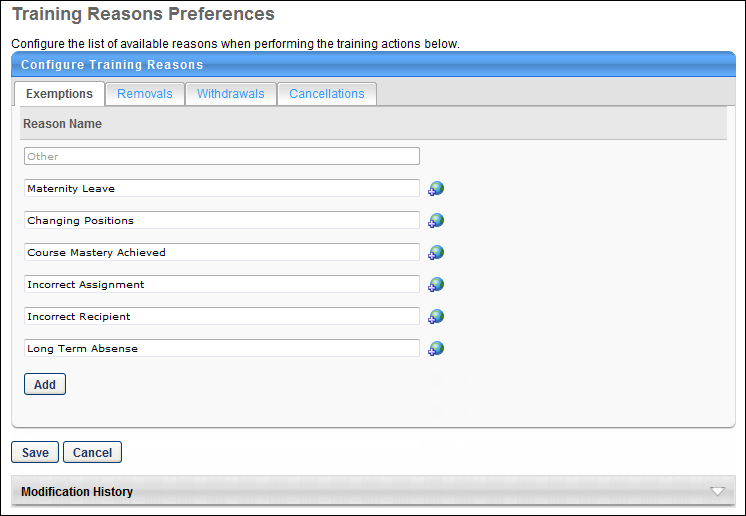 Training Reasons Preferences
Configure the list of available reasons when performing the training actions below.
Configure Training Reasons
Exemptions Removals Withdrawals Cancellations
Reason Name
Other
Maternity Leave
Changing Positions
Course Mastery Achieved
Incorrect Assignment
Incorrect Recipient
Long Term Absense
Add
Save Cancel
Modification History